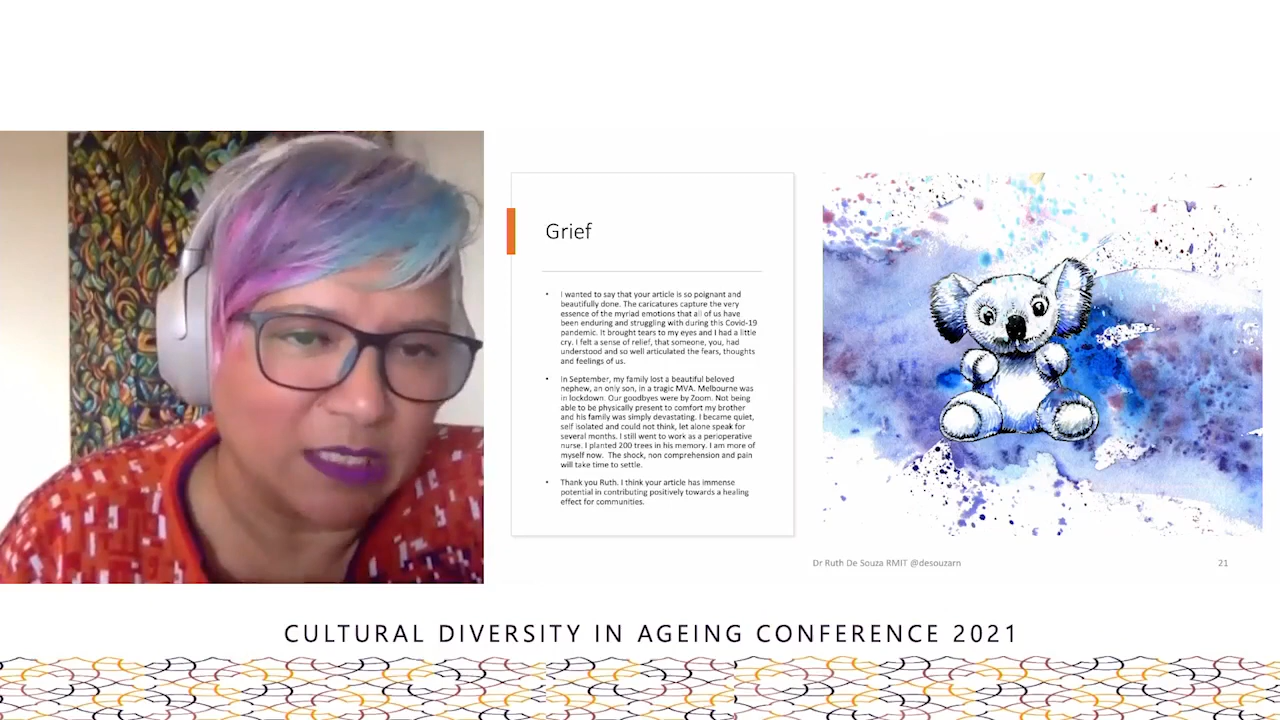 Grief
• I wanted to say that your article is so poignant and
beautifully done. The caricatures capture the very
essence of the myriad emotions that all of us have
been enduring and struggling with during this Covid-19
pandemic. It brought tears to my eyes and I had a little
cry. I felt a sense of relief, that someone, you, had
understood and so well articulated the fears, thoughts
and feelings of us.
• In September, my family lost a beautiful beloved
nephew, an only son, in a tragic MVA. Melbourne was
in lockdown. Our goodbyes were by Zoom. Not being
able to be physically present to comfort my brother
and his family was simply devastating. I became quiet,
self isolated and could not think, let alone speak for
several months. I still went to work as a perioperative
nurse. I planted 200 trees in his memory. I am more of
myself now. The shock, non comprehension and pain
will take time to settle.
• Thank you Ruth. I think your article has immense
potential in contributing positively towards a healing
effect for communities.
Dr Ruth De Souza RMIT @desouzarn
21
CULTURAL DIVERSITY IN AGEING CONFERENCE 2021